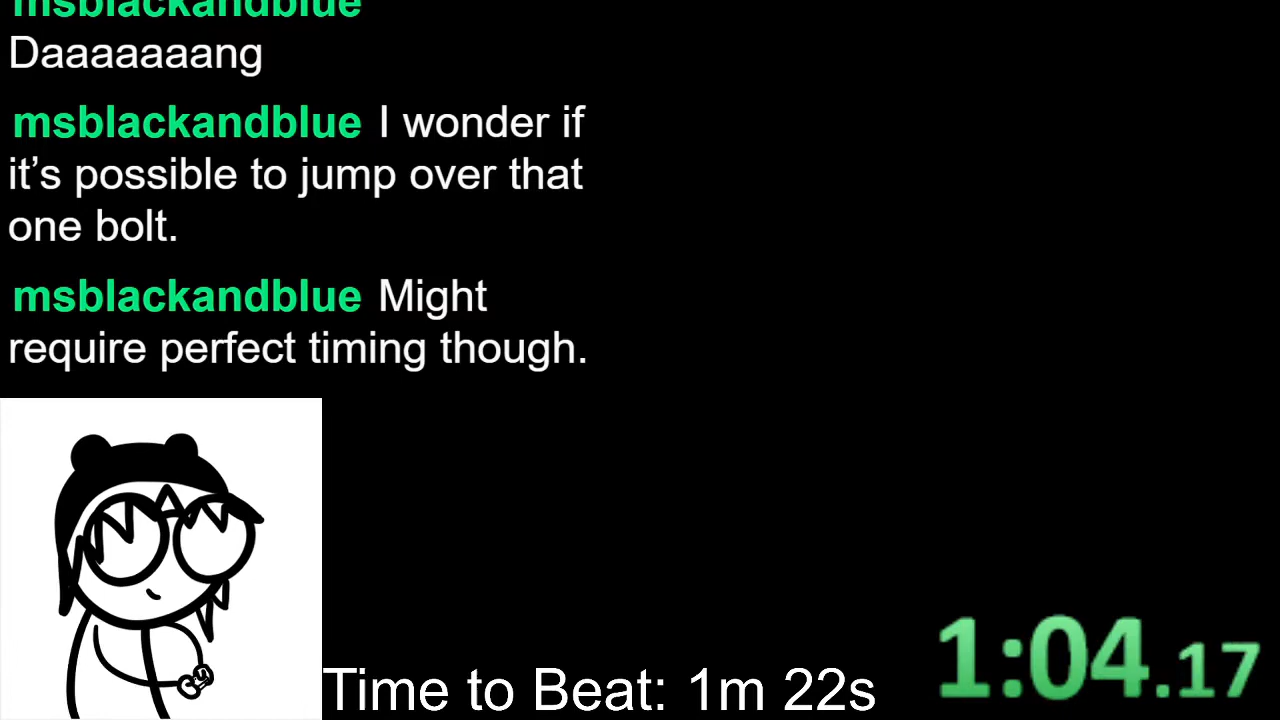 msblackandblue
Daaaaaaang
msblackandblue I wonder if
it’s possible to jump over that
one bolt.
msblackandblue Might
require perfect timing though.
Time to Beat: 1m 22s
1:04.17